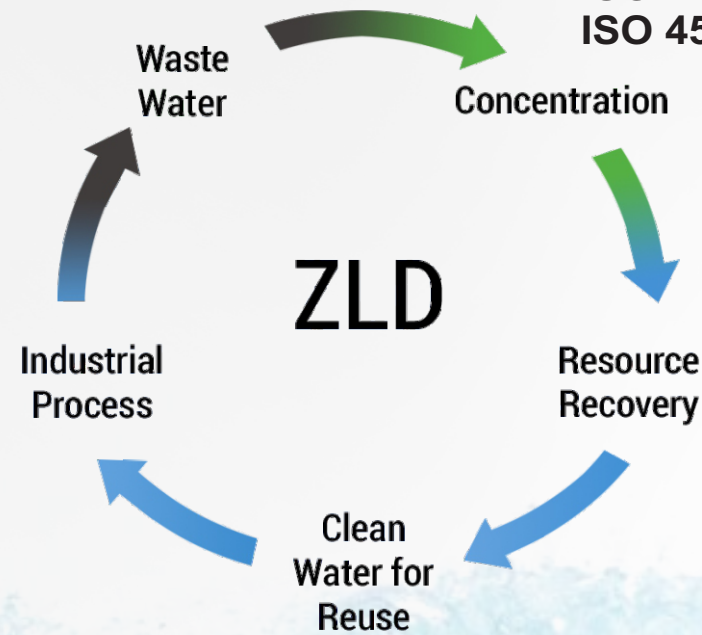 ISO 45
Waste
Water
Concentration
ZLD
Industrial
Process
Resource
Recovery
Clean
Water for
Reuse